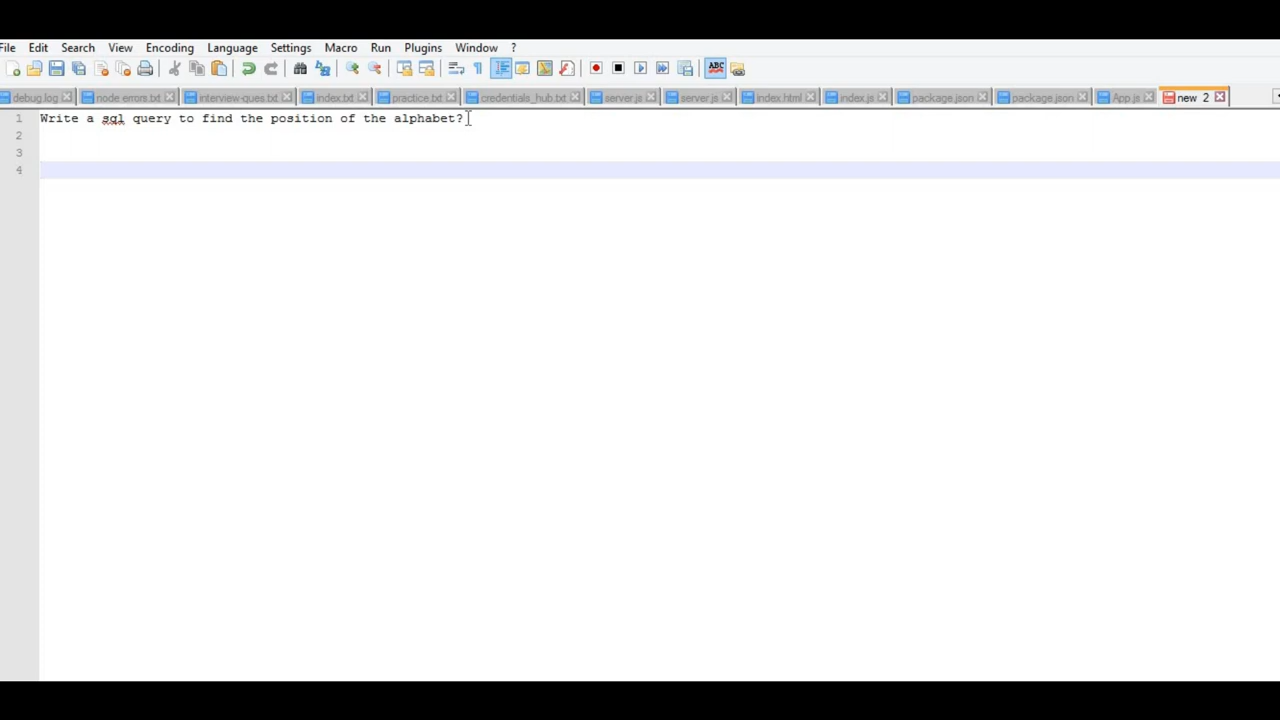 File Edit Search View Encoding Language Settings Macro Run Plugins Window ?
debug.log node errors.txt interview-ques.txt index.txt practice.txt credentials_hub.txt server.js server.js index.html index.js package.json package.json App.js new 2
1 Write a sql query to find the position of the alphabet?
2
3
4